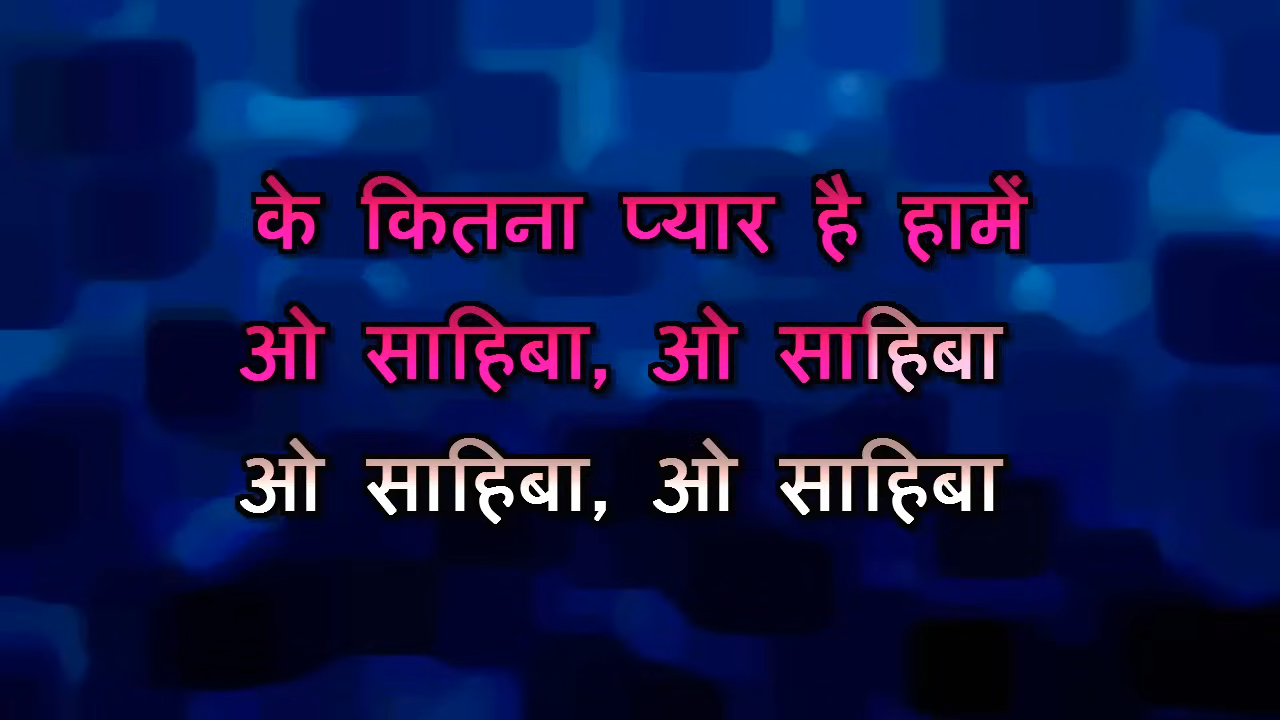 के कितना प्यार है हामें
ओ साहिबा, ओ साहिबा
ओ साहिबा, ओ साहिबा